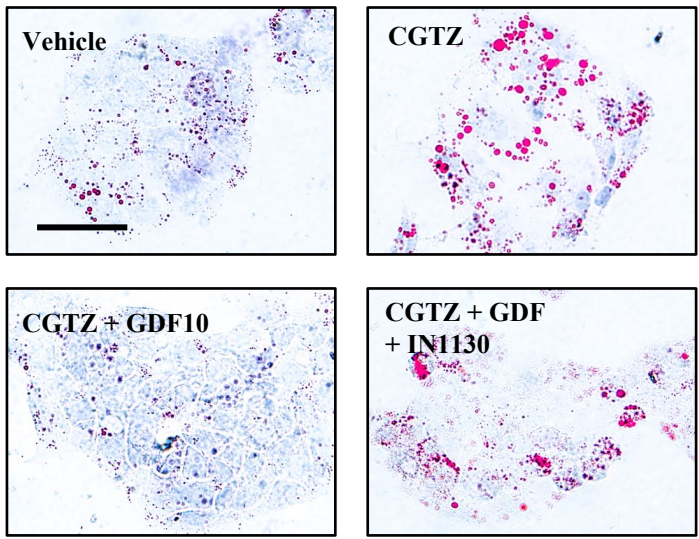 Vehicle
CGTZ
CGTZ + GDF10
CGTZ + GDF
+ IN1130